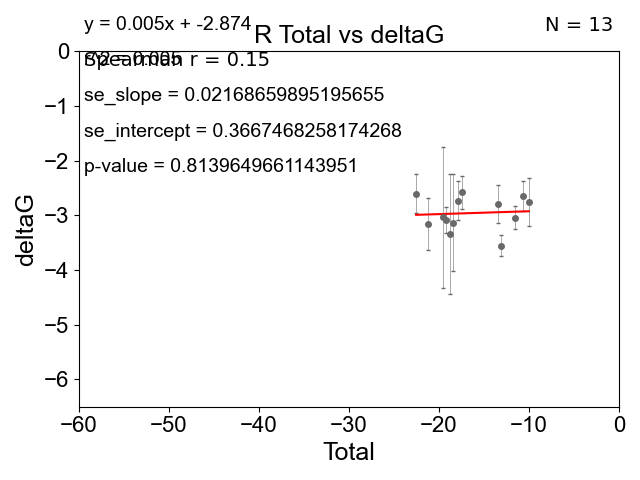 y = 0.005x + -2.874
R Total vs deltaG
N = 13
Spearman r = 0.15
se_slope = 0.02168659895195655
se_intercept = 0.3667468258174268
p-value = 0.8139649661143951
deltaG
0
−1
−2
−3
−4
−5
−6
−60
−50
−40
−30
−20
−10
0
Total